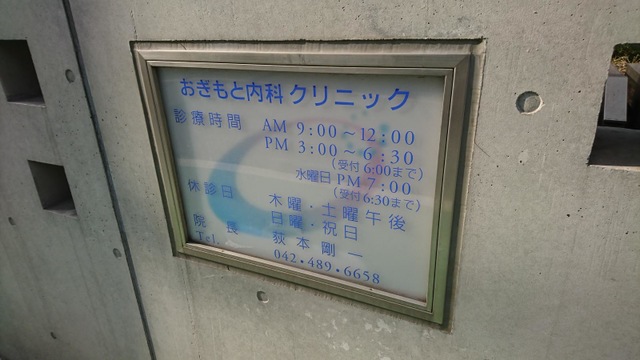 おぎもと内科クリニック
診療時間 AM 9:00～12:00
PM 3:00～6:30
(受付6:00まで)
水曜日PM 7:00
(受付6:30まで)
休診日 木曜・土曜午後
日曜・祝日
院長 荻本剛一
Tel. 042・489・6658